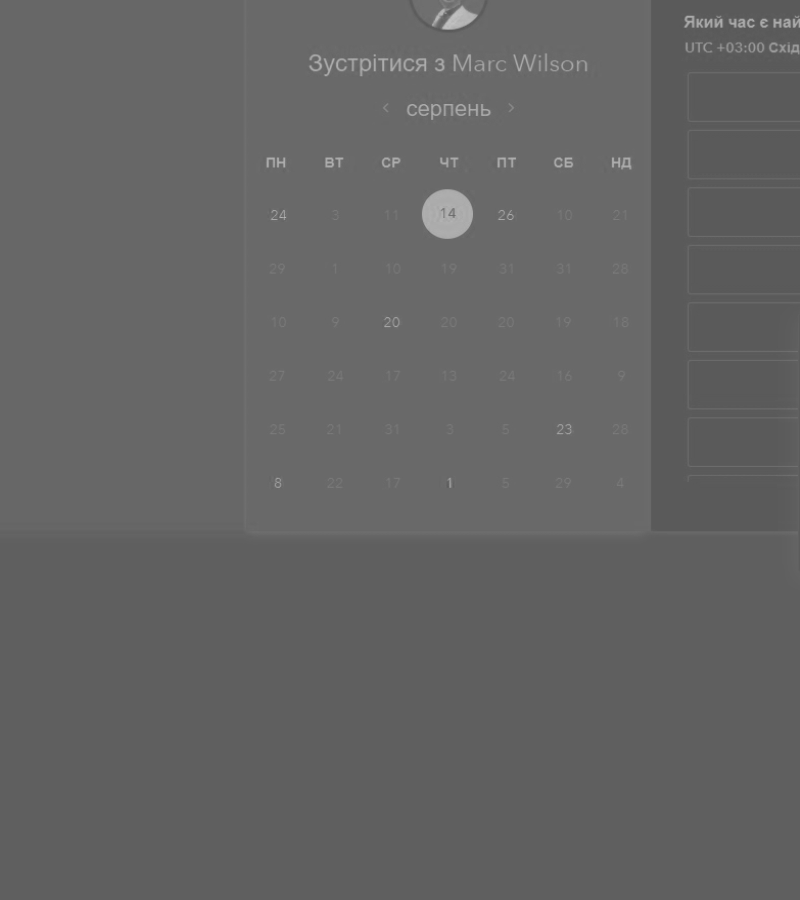 Який час є най
UTC +03:00 Схід
Зустрітися з Marc Wilson
серпень
ПН ВТ СР ЧТ ПТ СБ НД
24 3 11 14 26 10 21
29 1 10 19 31 31 28
10 9 20 20 20 19 18
27 24 17 13 24 16 9
25 21 31 3 5 23 28
8 22 17 1 5 29 4